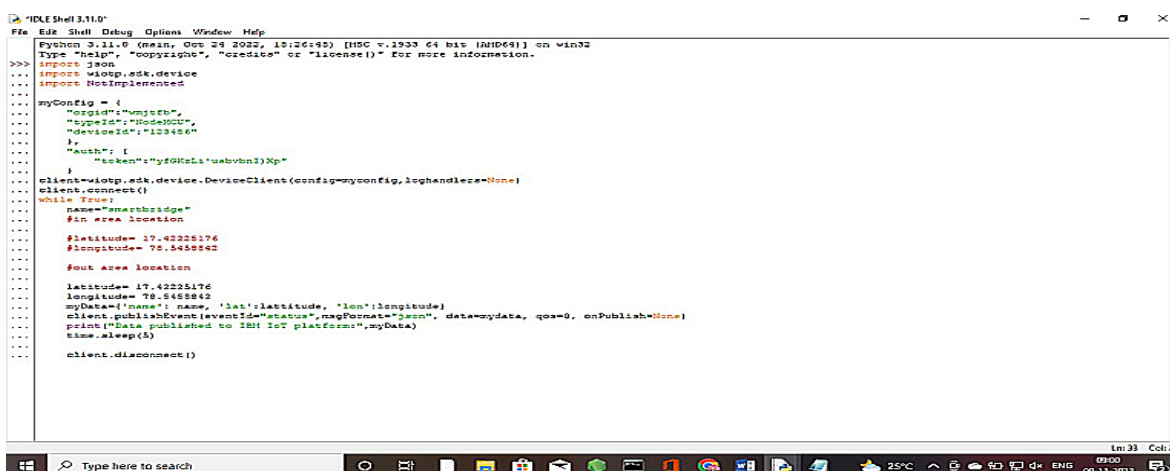 *IDLE Shell 3.11.0*
File Edit Shell Debug Options Window Help
Python 3.11.0 (main, Oct 24 2022, 18:26:48) [MSC v.1933 64 bit (AMD64)] on win32
Type "help", "copyright", "credits" or "license()" for more information.
>>> import json
... import wiotp.sdk.device
... import NotImplemented
...
... myConfig = {
... "orgid":
... "typeId":"NodeMCU",
... "deviceId":"123456"
... },
... "auth": {
... "token":
... }
... client=wiotp.sdk.device.DeviceClient(config=myconfig,loghandlers=None)
... client.connect()
... while True:
... name="smartbridge"
... #in area location
...
... #latitude= 17.42225176
... #longitude= 78.5458842
...
... #out area location
...
... latitude= 17.42225176
... longitude= 78.5458842
... myData={'name': name, 'lat':lattitude, 'lon':longitude}
... client.publishEvent(eventId="status",msgFormat="json", data=mydata, qos=0, onPublish=None)
... print("Data published to IBM IoT platform:",myData)
... time.sleep(5)
...
... client.disconnect()
Ln: 33 Col:
Type here to search
25°C ENG 09:00